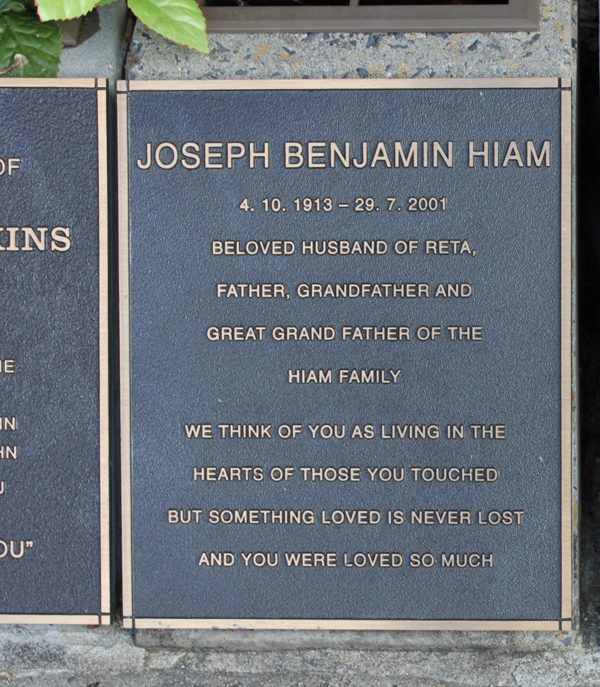 OF
KINS
JOSEPH BENJAMIN HIAM
4. 10. 1913 – 29. 7. 2001
BELOVED HUSBAND OF RETA,
FATHER, GRANDFATHER AND
GREAT GRAND FATHER OF THE
HIAM FAMILY
WE THINK OF YOU AS LIVING IN THE
HEARTS OF THOSE YOU TOUCHED
BUT SOMETHING LOVED IS NEVER LOST
AND YOU WERE LOVED SO MUCH